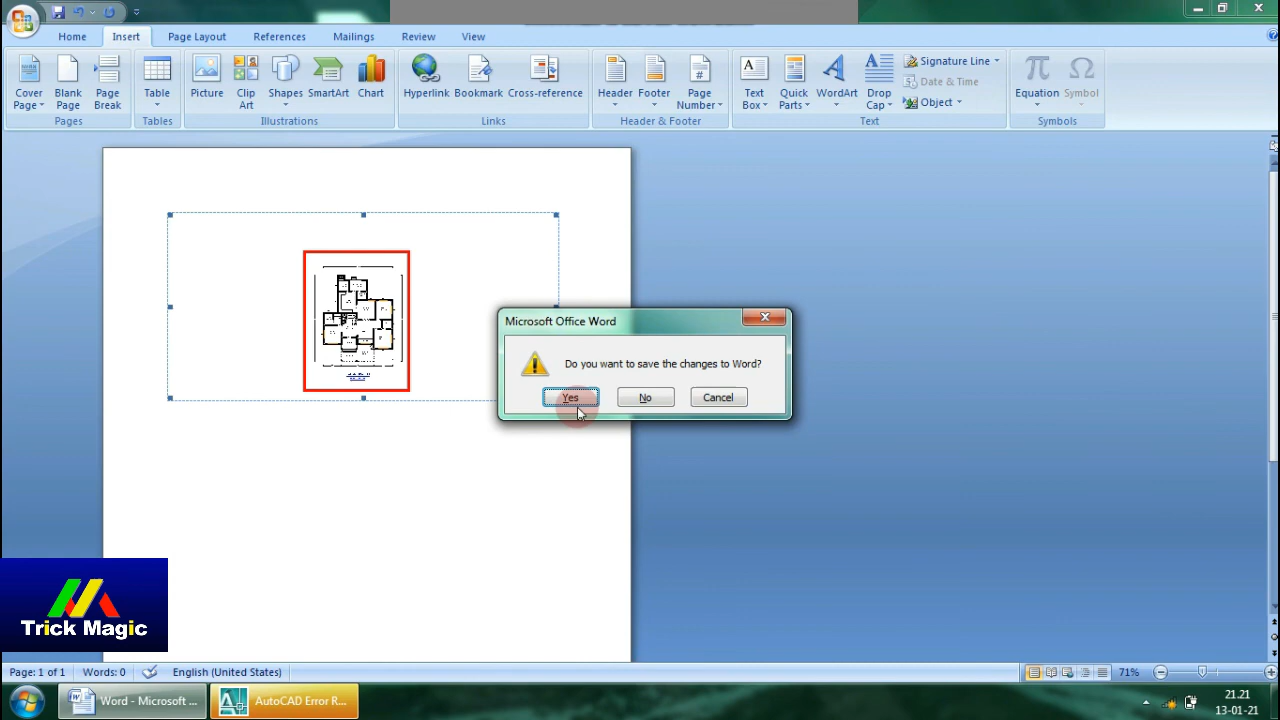 Home Insert Page Layout References Mailings Review View
Cover Page Blank Page Page Break Table Picture Clip Art Shapes SmartArt Chart Hyperlink Bookmark Cross-reference Header Footer Page Number Text Box Quick Parts WordArt Drop Cap Signature Line Date & Time Object Equation Symbol
Pages Tables Illustrations Links Header & Footer Text Symbols
Microsoft Office Word
Do you want to save the changes to Word?
Yes No Cancel
Trick Magic
Page: 1 of 1 Words: 0 English (United States) 71%
Word - Microsoft ... AutoCAD Error R... 21.21
13-01-21